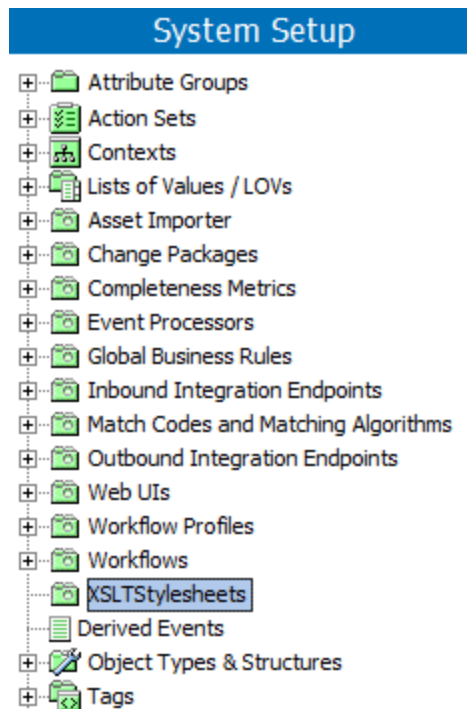 System Setup
Attribute Groups
Action Sets
Contexts
Lists of Values / LOVs
Asset Importer
Change Packages
Completeness Metrics
Event Processors
Global Business Rules
Inbound Integration Endpoints
Match Codes and Matching Algorithms
Outbound Integration Endpoints
Web UIs
Workflow Profiles
Workflows
XSLTStylesheets
Derived Events
Object Types & Structures
Tags